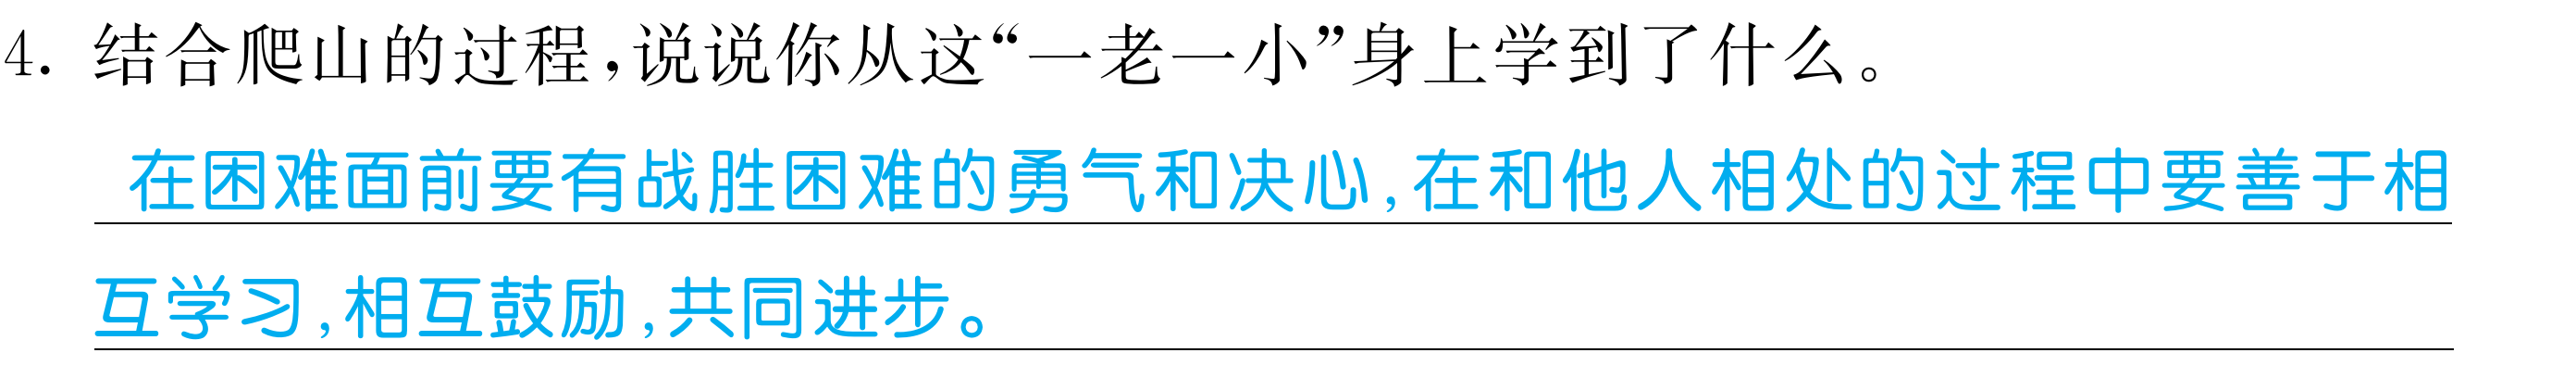 4. 结合爬山的过程,说说你从这“一老一小”身上学到了什么。
在困难面前要有战胜困难的勇气和决心,在和他人相处的过程中要善于相
互学习,相互鼓励,共同进步。